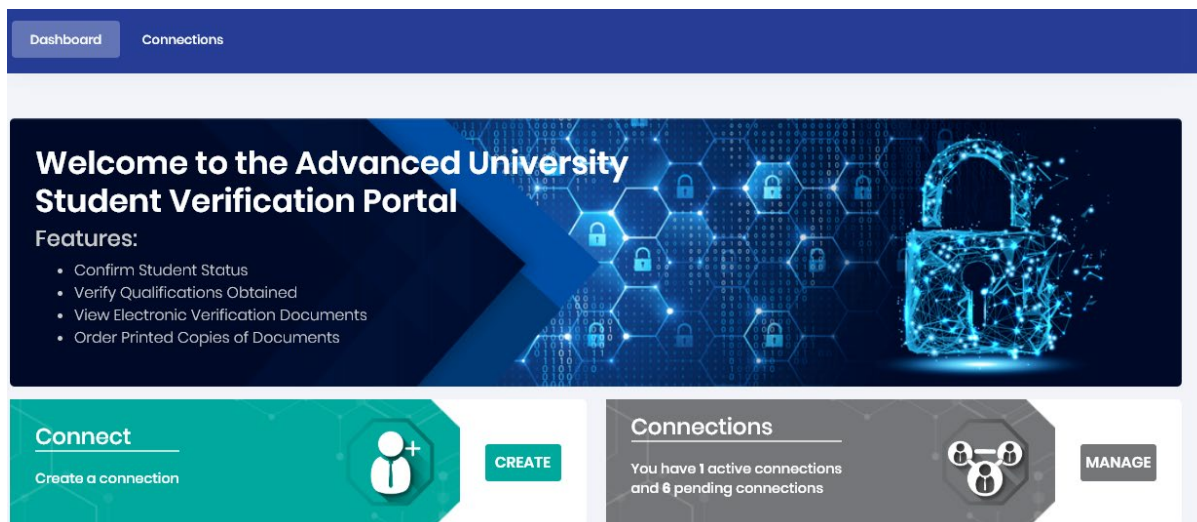 Dashboard
Connections
Welcome to the Advanced University
Student Verification Portal
Features:
• Confirm Student Status
• Verify Qualifications Obtained
• View Electronic Verification Documents
• Order Printed Copies of Documents
Connect
Create a connection
CREATE
Connections
You have 1 active connections
and 6 pending connections
MANAGE